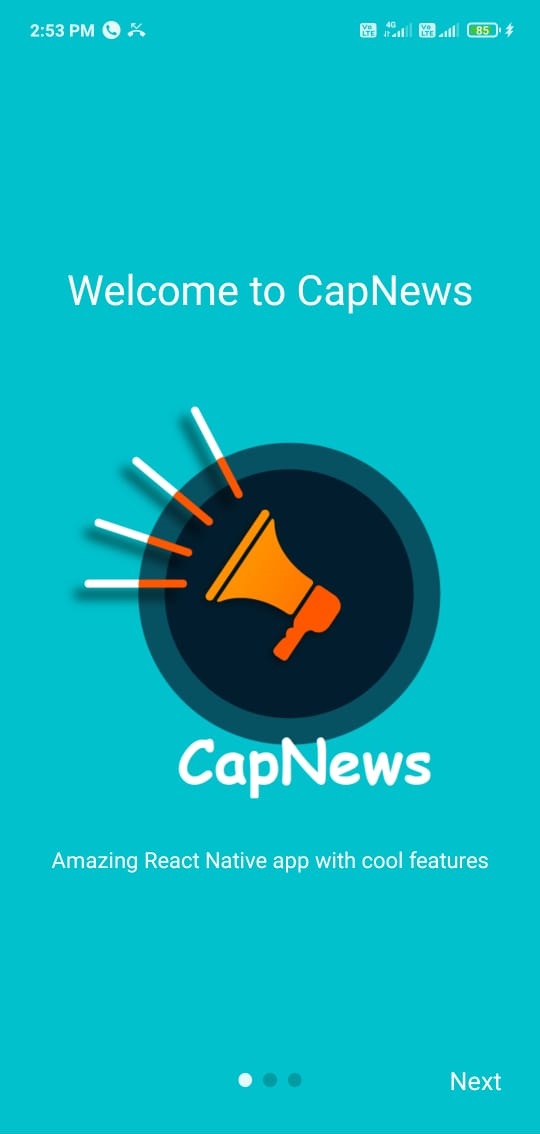 2:53 PM
Vo LTE 4G Vo LTE 85
Welcome to CapNews
CapNews
Amazing React Native app with cool features
Next